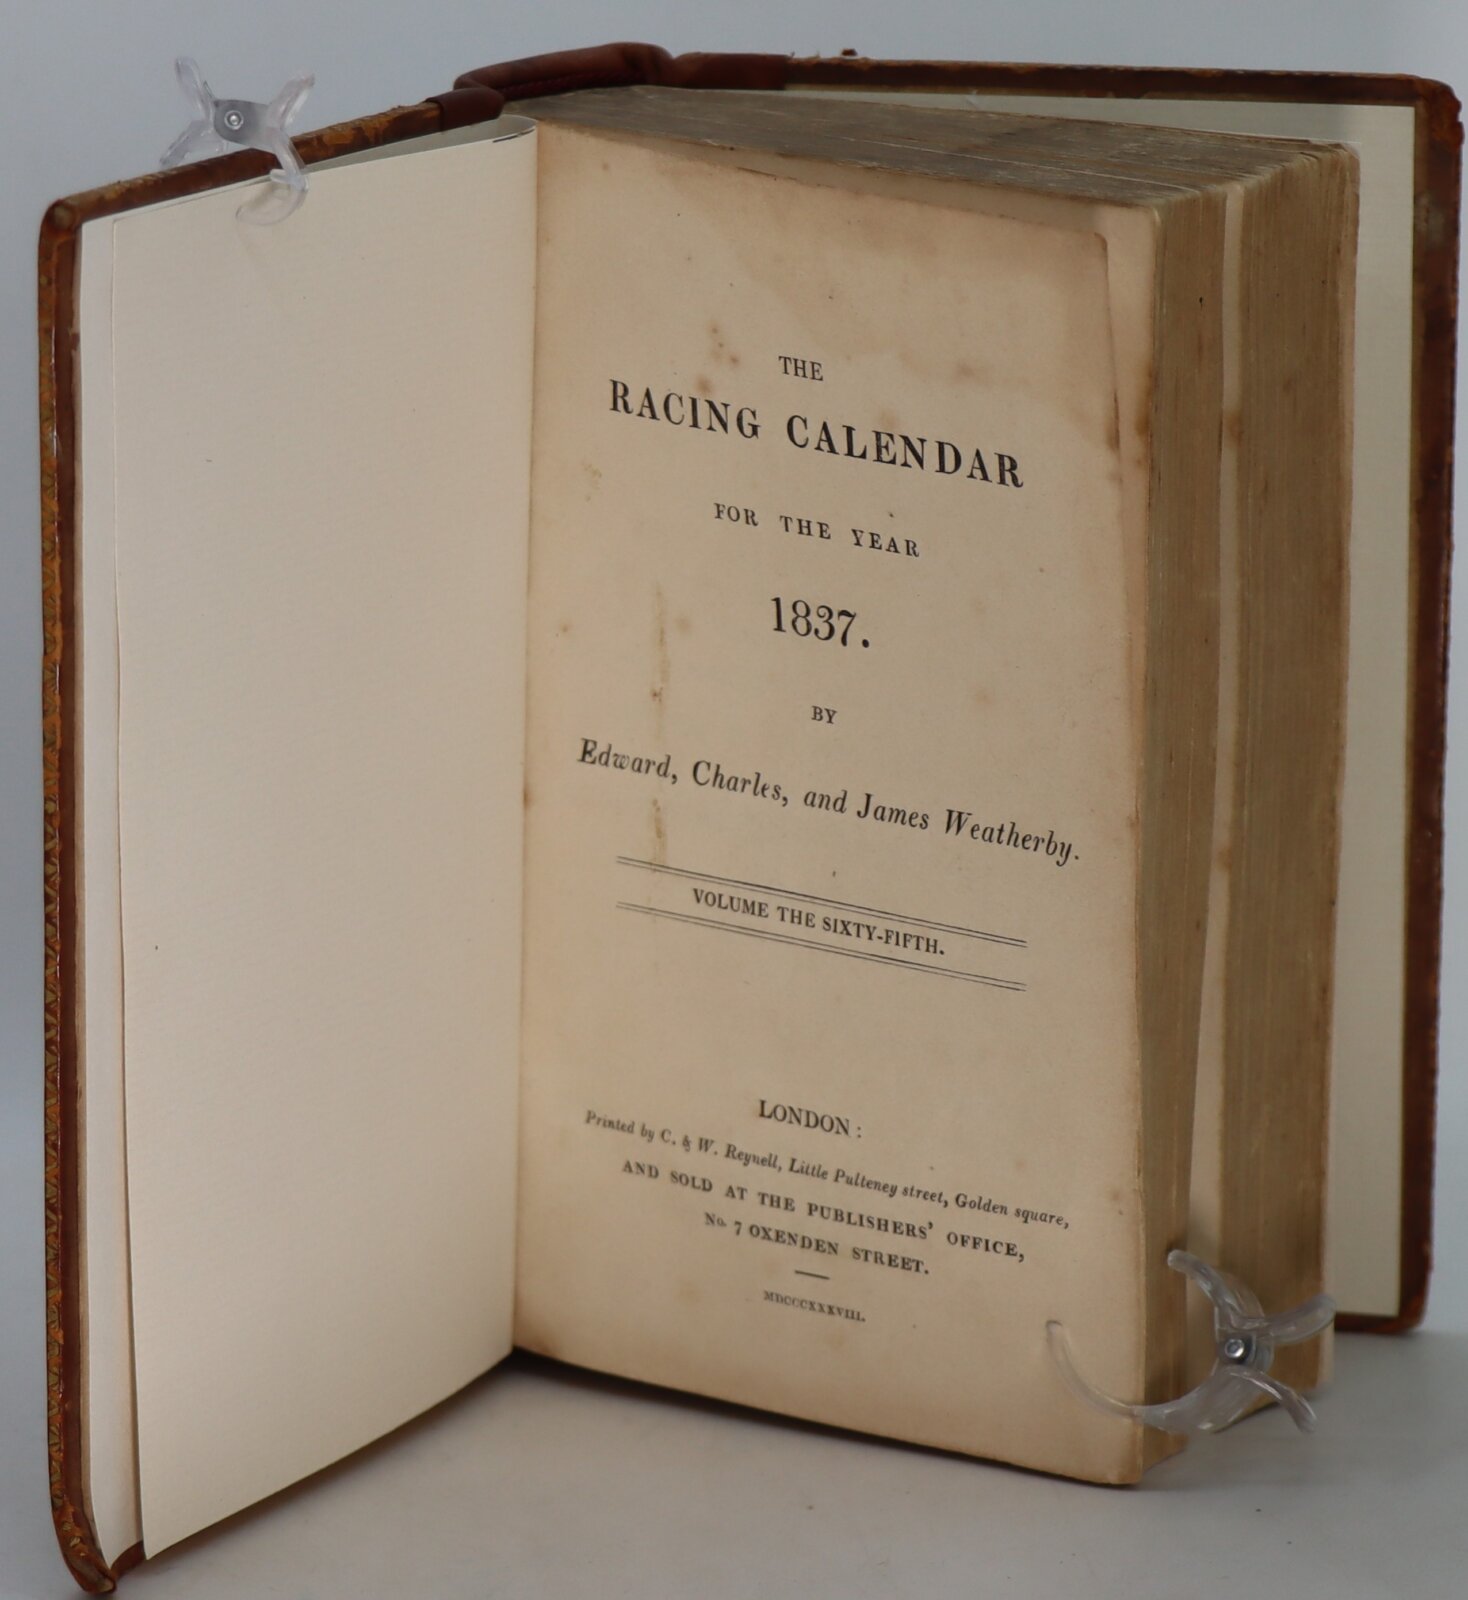 THE
RACING CALENDAR
FOR THE YEAR
1837.
BY
Edward, Charles, and James Weatherby.
VOLUME THE SIXTY-FIFTH.
LONDON:
Printed by C. & W. Reynell, Little Pulteney street, Golden square,
AND SOLD AT THE PUBLISHERS' OFFICE,
No. 7 OXENDEN STREET.
MDCCCXXXVIII.